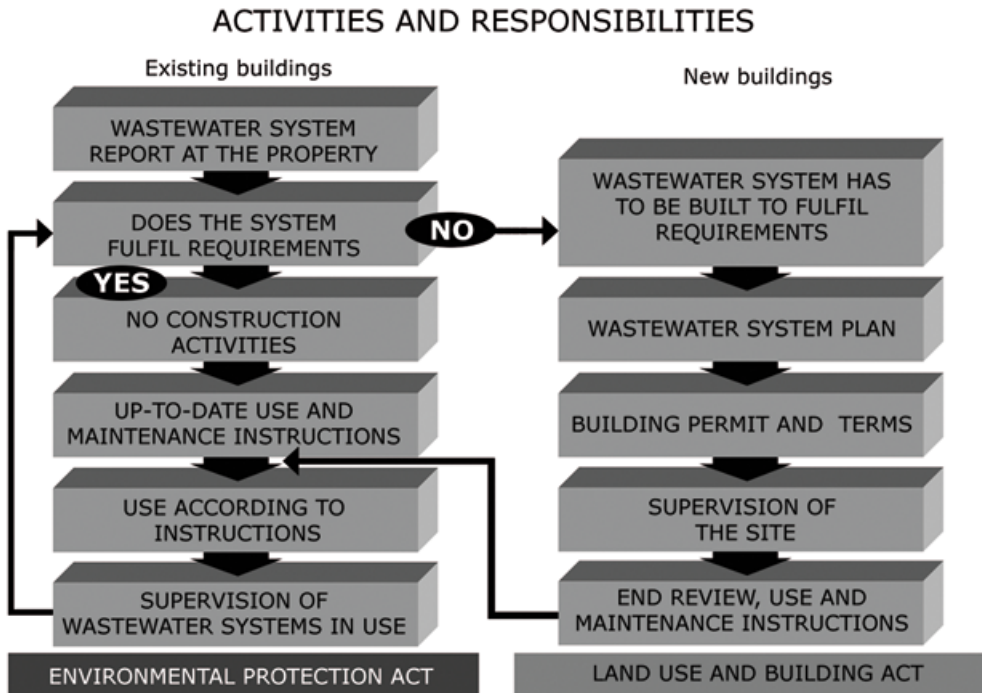 ACTIVITIES AND RESPONSIBILITIES
Existing buildings
WASTEWATER SYSTEM
REPORT AT THE PROPERTY
DOES THE SYSTEM
FULFIL REQUIREMENTS
NO
YES
NO CONSTRUCTION
ACTIVITIES
UP-TO-DATE USE AND
MAINTENANCE INSTRUCTIONS
USE ACCORDING TO
INSTRUCTIONS
SUPERVISION OF
WASTEWATER SYSTEMS IN USE
ENVIRONMENTAL PROTECTION ACT
New buildings
WASTEWATER SYSTEM HAS
TO BE BUILT TO FULFIL
REQUIREMENTS
WASTEWATER SYSTEM PLAN
BUILDING PERMIT AND TERMS
SUPERVISION OF
THE SITE
END REVIEW, USE AND
MAINTENANCE INSTRUCTIONS
LAND USE AND BUILDING ACT